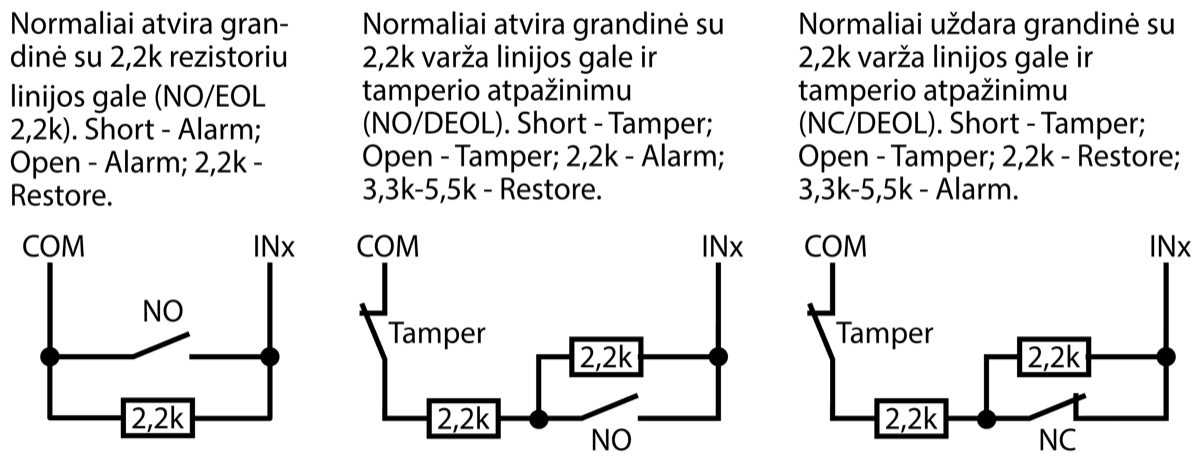 Normaliai atvira gran-
dinė su 2,2k rezistoriu
linijos gale (NO/EOL
2,2k). Short - Alarm;
Open - Alarm; 2,2k -
Restore.
COM
INx
NO
2,2k
Normaliai atvira grandinė su
2,2k varža linijos gale ir
tamperio atpažinimu
(NO/DEOL). Short - Tamper;
Open - Tamper; 2,2k - Alarm;
3,3k-5,5k - Restore.
COM
INx
Tamper
2,2k
2,2k
NO
Normaliai uždara grandinė su
2,2k varža linijos gale ir
tamperio atpažinimu
(NC/DEOL). Short - Tamper;
Open - Tamper; 2,2k - Restore;
3,3k-5,5k - Alarm.
COM
INx
Tamper
2,2k
2,2k
NC